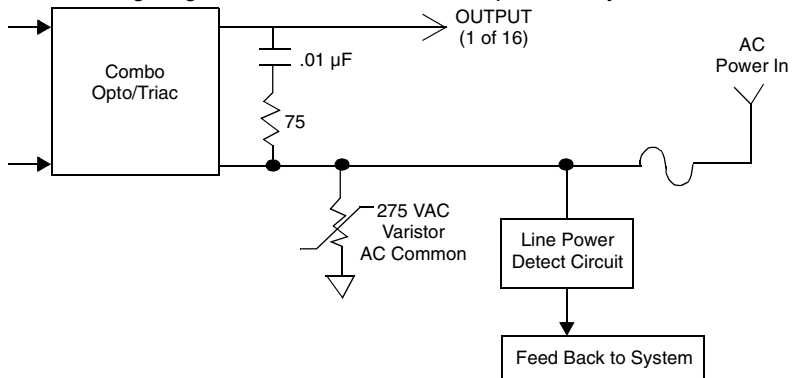 OUTPUT
(1 of 16)
AC
Power In
Combo
Opto/Triac
.01 µF
75
275 VAC
Varistor
AC Common
Line Power
Detect Circuit
Feed Back to System